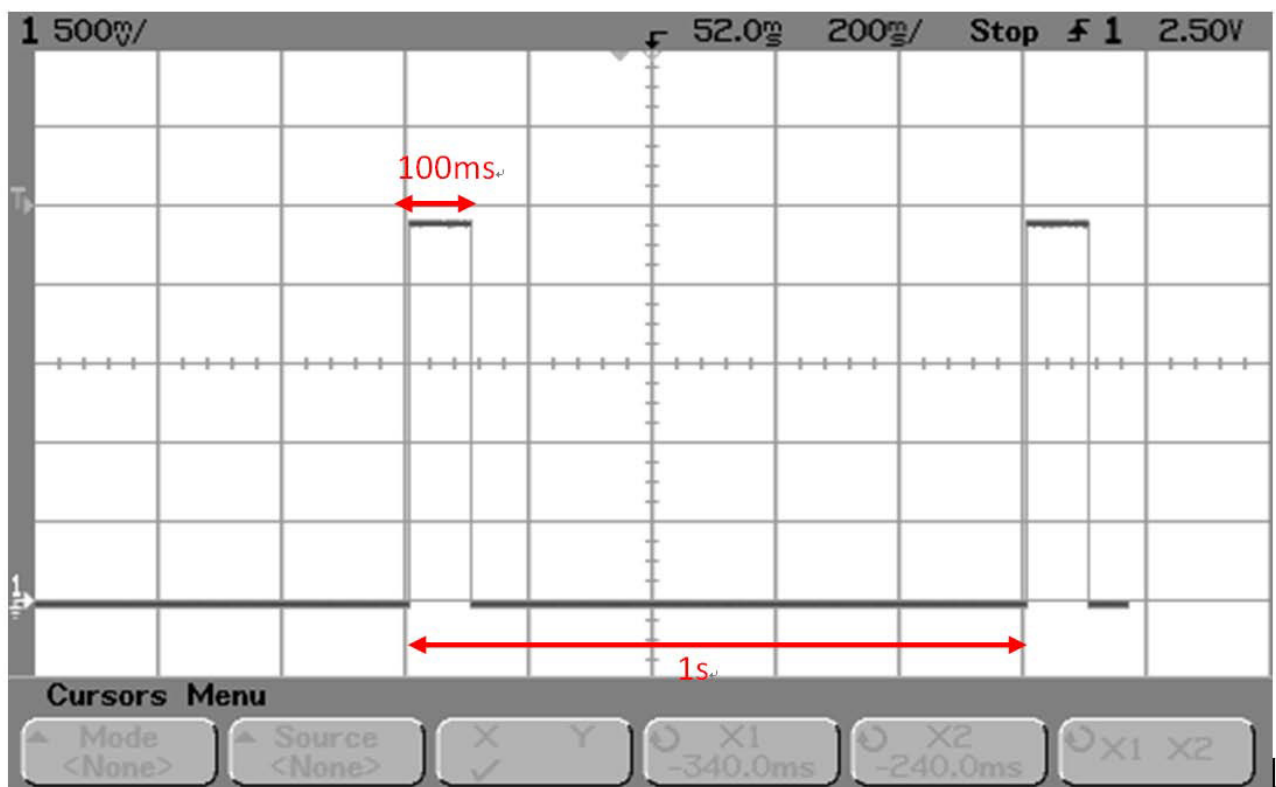 1 500mV/ 52.0ms 200ms/ Stop 1 2.50V
100ms
T
1
1s
Cursors Menu
Mode Source X Y X1 X2 X1 X2
<None> <None> ✓ -340.0ms -240.0ms